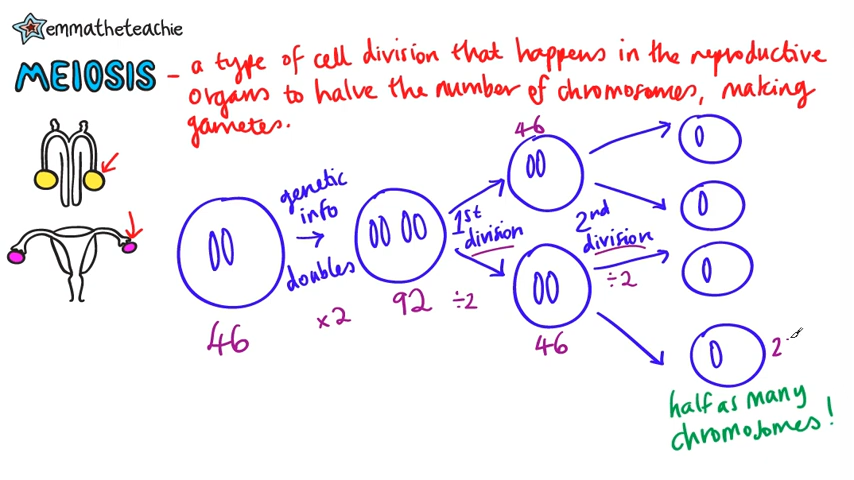 emmatheteachie
MEIOSIS - a type of cell division that happens in the reproductive
organs to halve the number of chromosomes, making
gametes.
46
genetic
info
doubles
x2
92
1st
division
÷2
46
46
2nd
division
÷2
2
half as many
chromosomes!